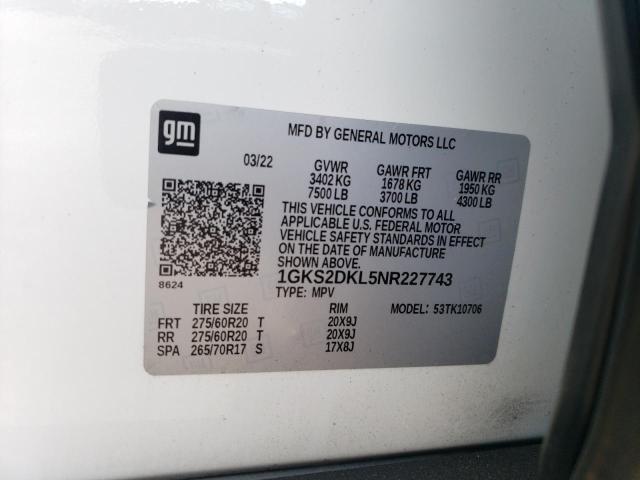 gm
MFD BY GENERAL MOTORS LLC
03/22 GVWR GAWR FRT GAWR RR
3402 KG 1678 KG 1950 KG
7500 LB 3700 LB 4300 LB
THIS VEHICLE CONFORMS TO ALL
APPLICABLE U.S. FEDERAL MOTOR
VEHICLE SAFETY STANDARDS IN EFFECT
ON THE DATE OF MANUFACTURE
SHOWN ABOVE.
1GKS2DKL5NR227743
8624
TYPE: MPV MODEL: 53TK10706
TIRE SIZE RIM
FRT 275/60R20 T 20X9J
RR 275/60R20 T 20X9J
SPA 265/70R17 S 17X8J